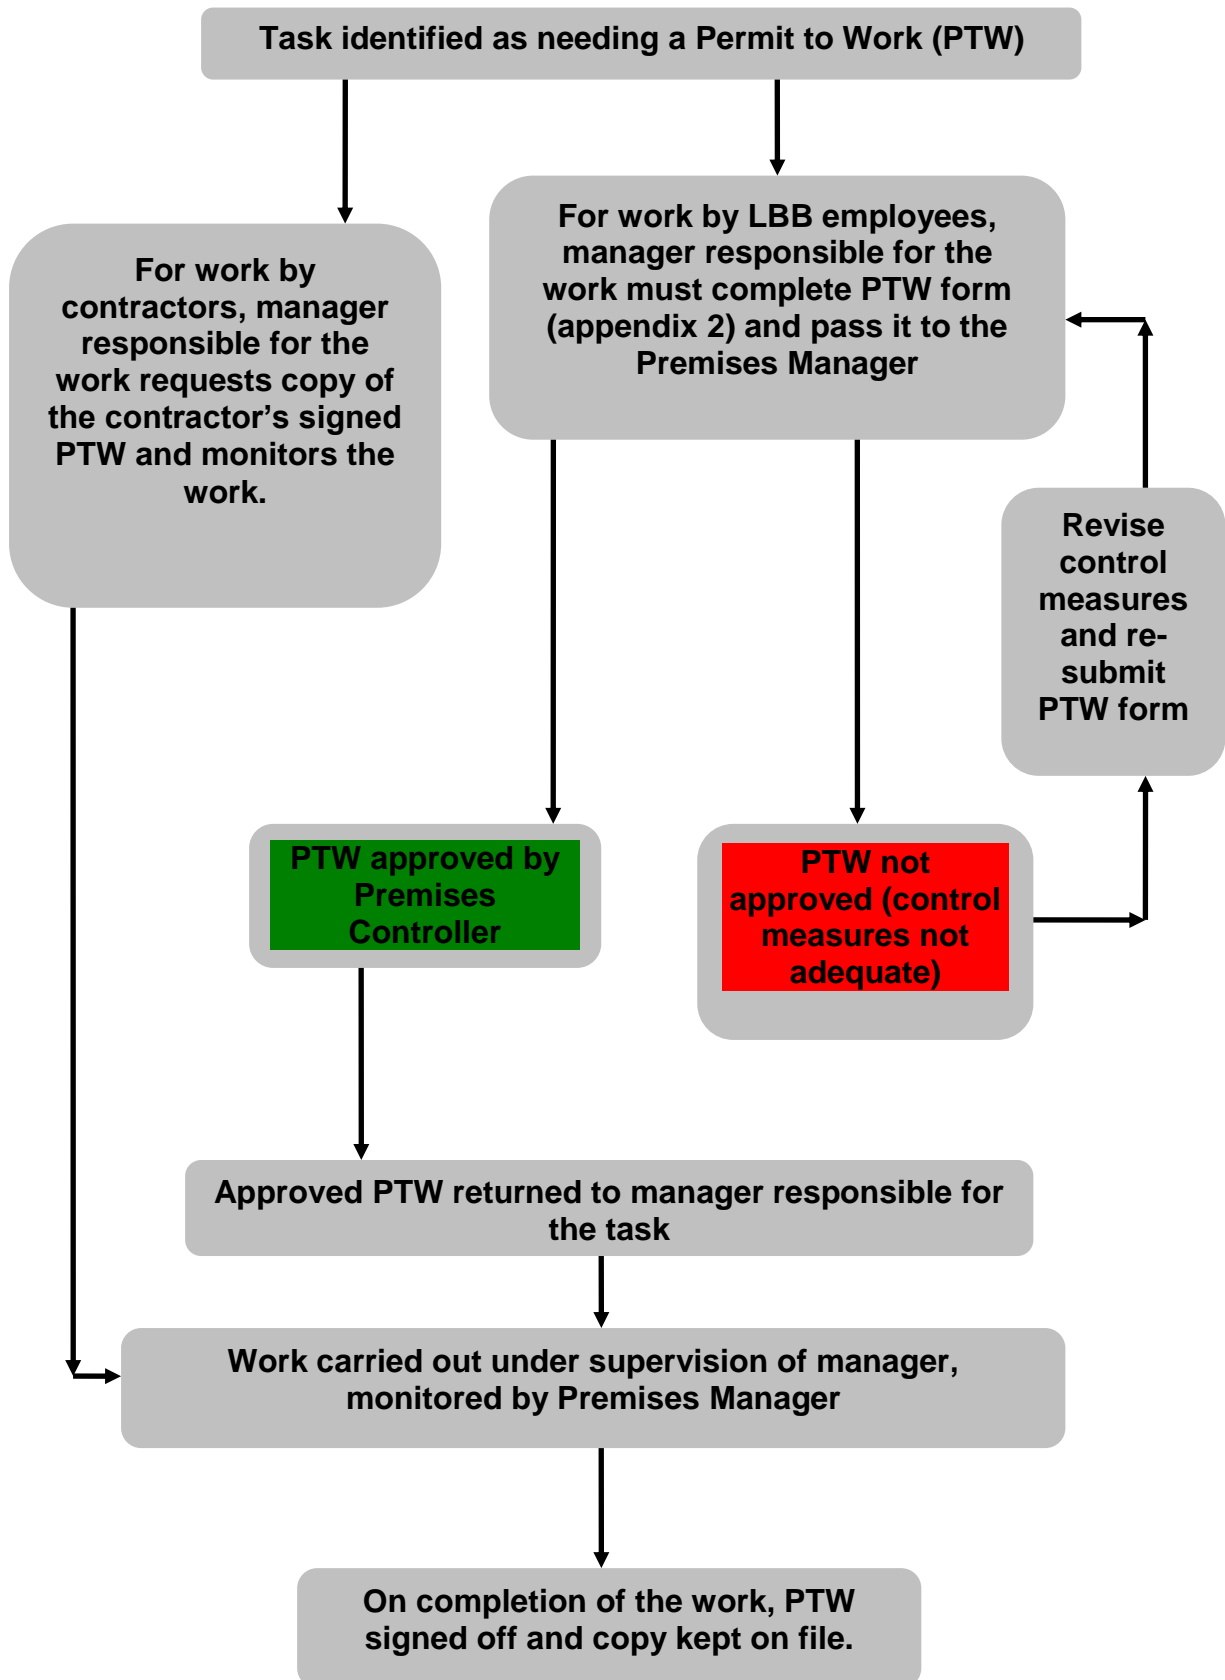 Task identified as needing a Permit to Work (PTW)
For work by
contractors, manager
responsible for the
work requests copy of
the contractor’s signed
PTW and monitors the
work.
For work by LBB employees,
manager responsible for the
work must complete PTW form
(appendix 2) and pass it to the
Premises Manager
Revise
control
measures
and re-
submit
PTW form
PTW approved by
Premises
Controller
PTW not
approved (control
measures not
adequate)
Approved PTW returned to manager responsible for
the task
Work carried out under supervision of manager,
monitored by Premises Manager
On completion of the work, PTW
signed off and copy kept on file.